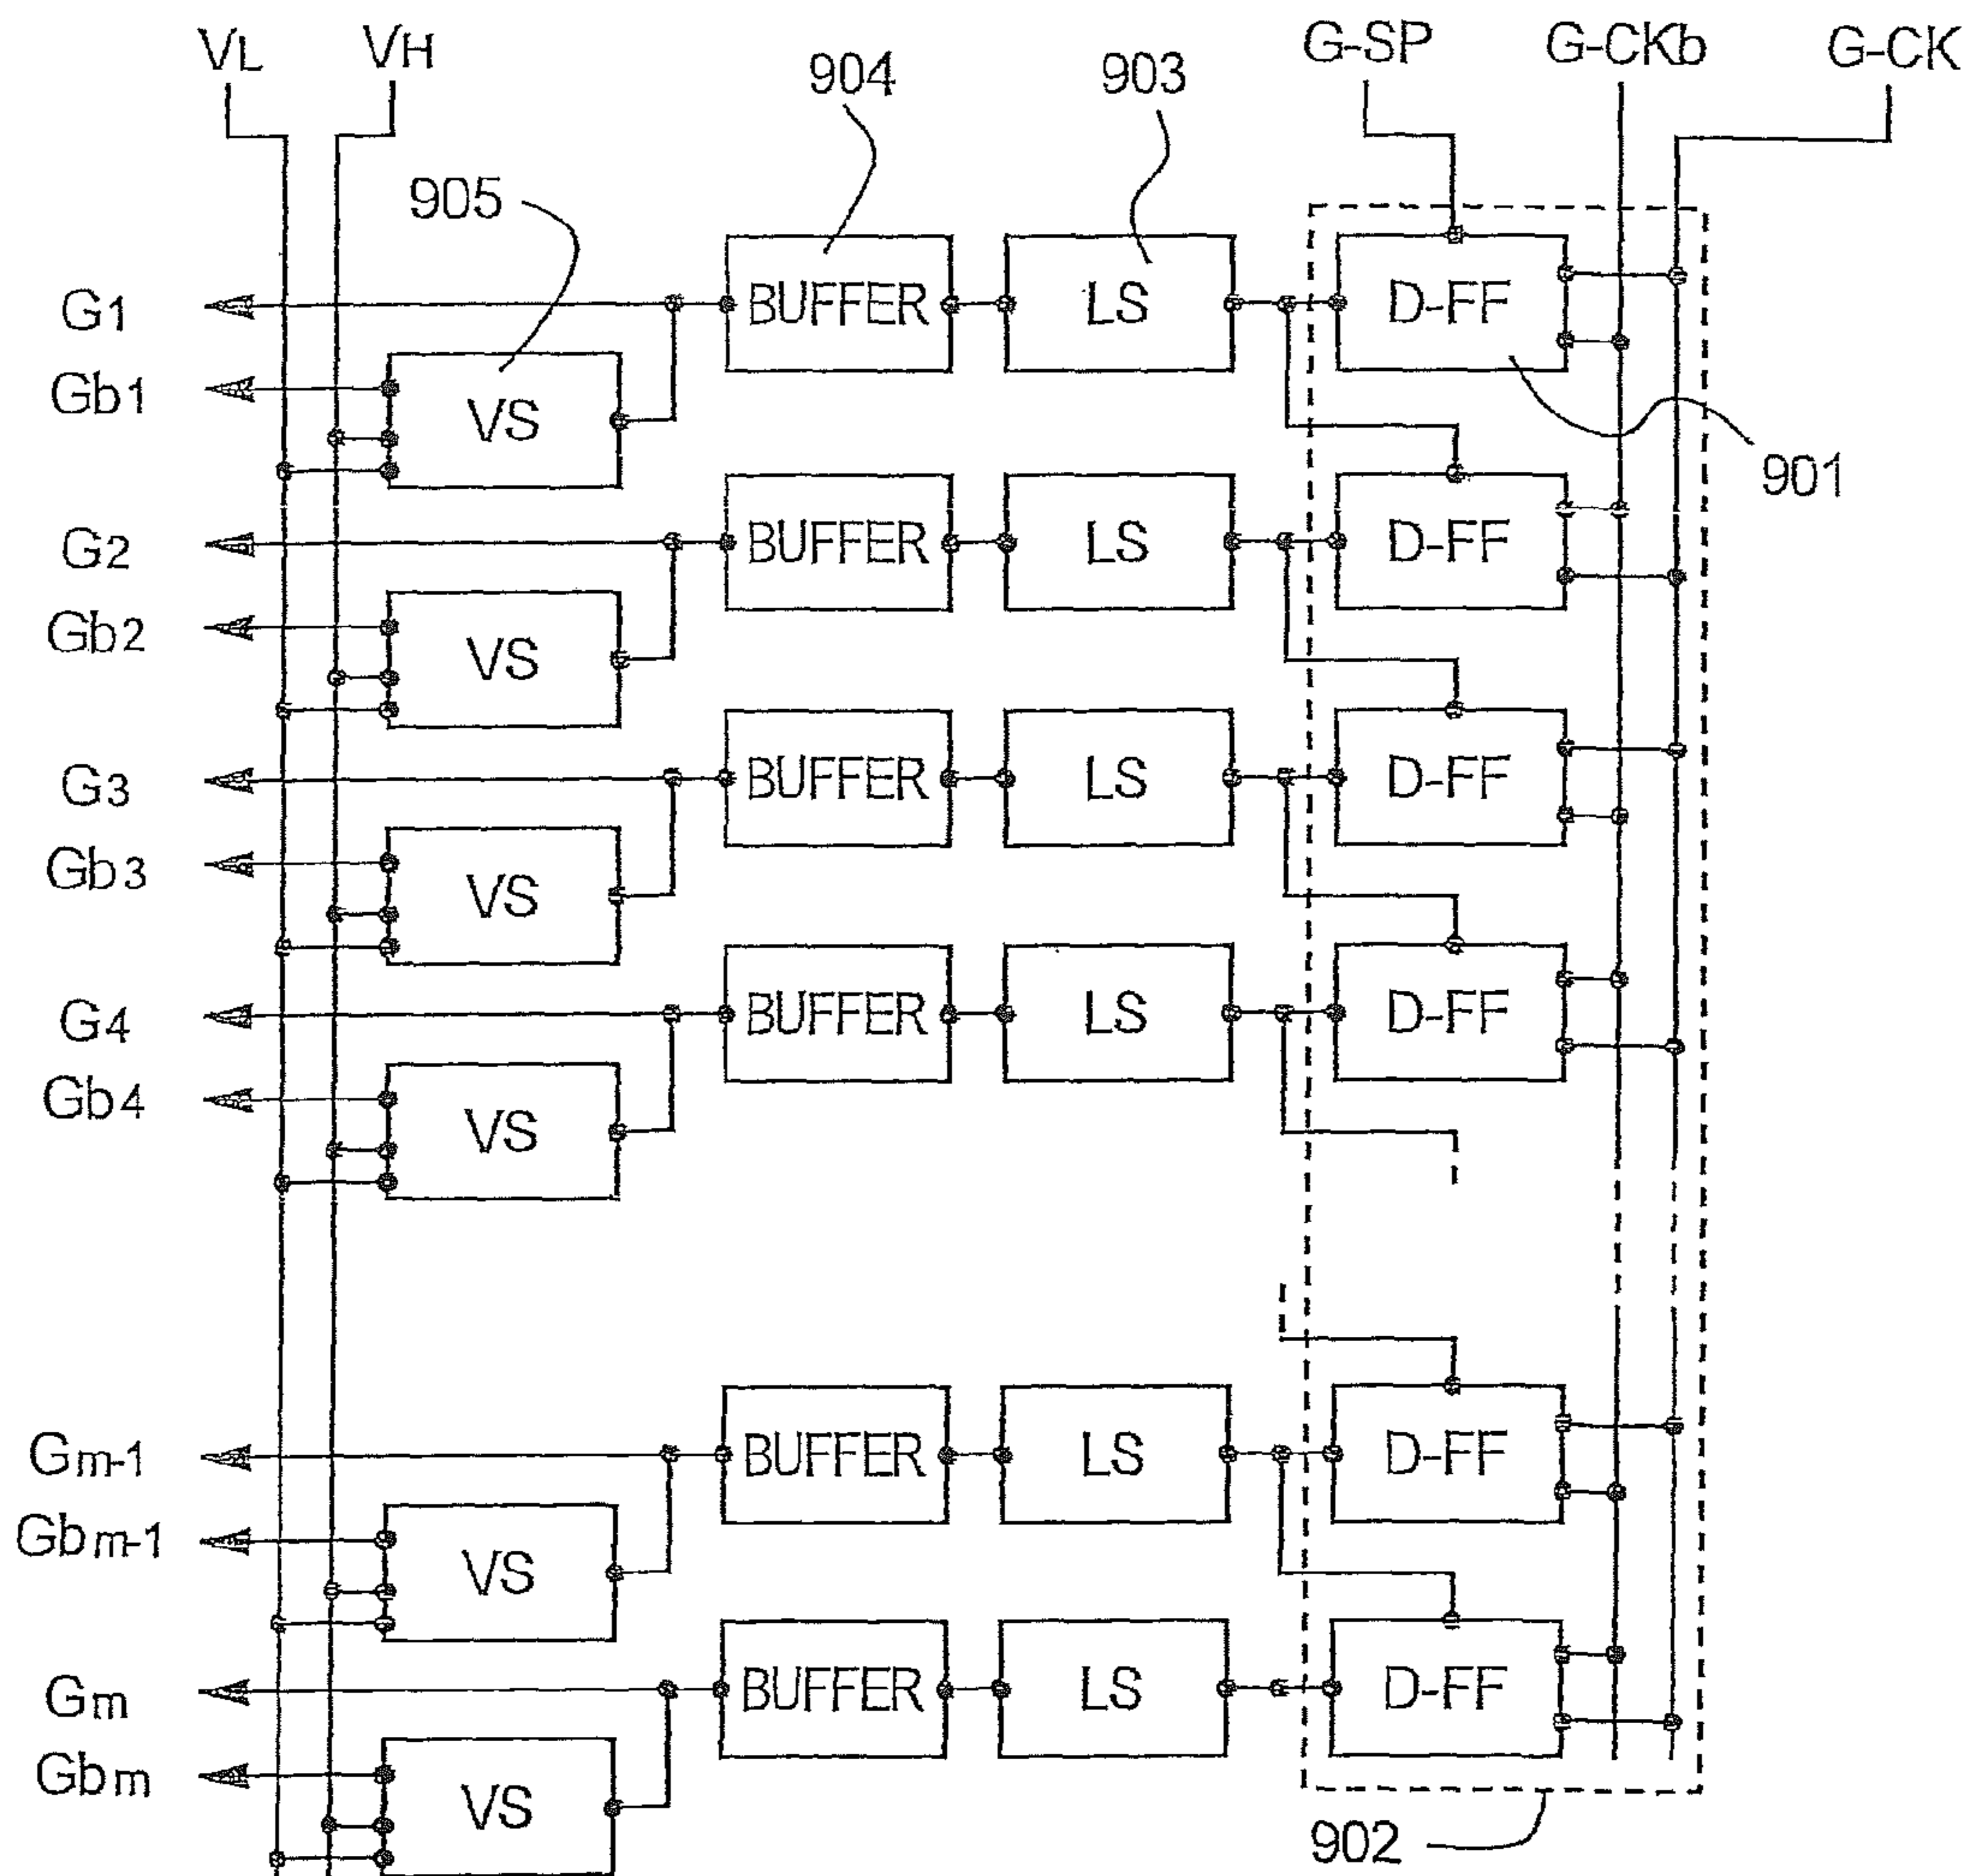 VL VH 904 903 G-SP G-CKb G-CK
905
G1 BUFFER LS D-FF
Gb1 VS
901
G2 BUFFER LS D-FF
Gb2 VS
G3 BUFFER LS D-FF
Gb3 VS
G4 BUFFER LS D-FF
Gb4 VS
Gm-1 BUFFER LS D-FF
Gbm-1 VS
Gm BUFFER LS D-FF
Gbm VS
902